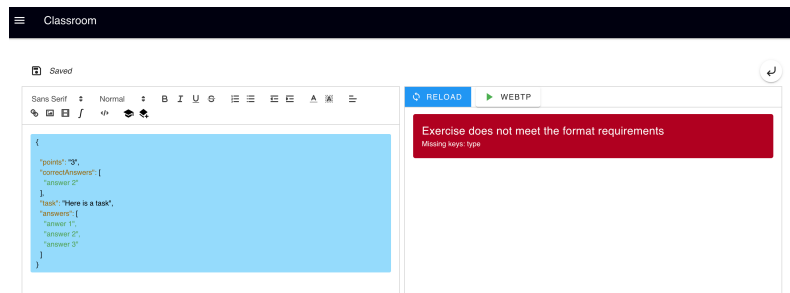 Classroom
Saved
Sans Serif Normal B I U S
RELOAD WEBTP
Exercise does not meet the format requirements
Missing keys: type
{
"points": "3",
"correctAnswers": [
"answer 2"
],
"task": "Here is a task",
"answers": [
"anwer 1",
"answer 2",
"answer 3"
]
}